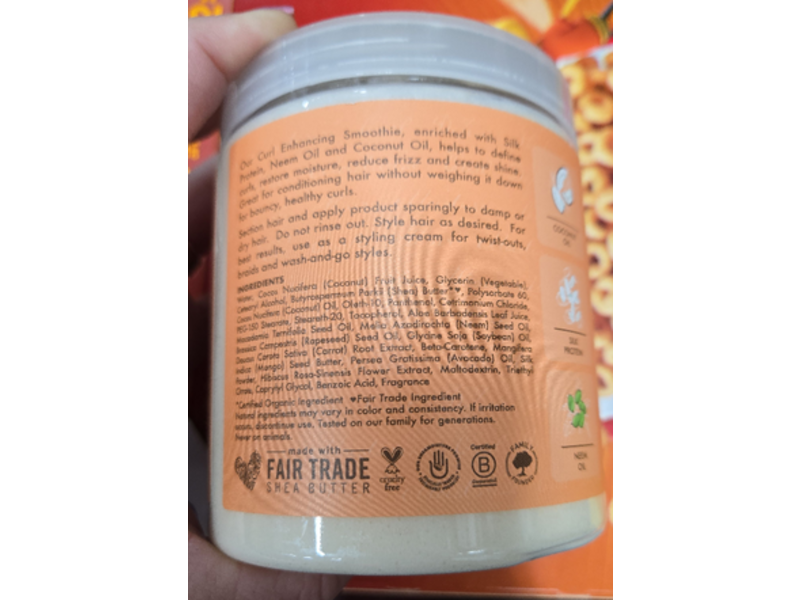 Our Curl Enhancing Smoothie, enriched with Silk
Protein, Neem Oil and Coconut Oil, helps to define
curls, restore moisture, reduce frizz and create shine.
Great for conditioning hair without weighing it down
for bouncy, healthy curls.
Section hair and apply product sparingly to damp or
dry hair. Do not rinse out. Style hair as desired. For
best results, use as a styling cream for twist-outs,
braids and wash-and-go styles.
INGREDIENTS
Water, Cocos Nucifera (Coconut) Fruit Juice, Glycerin (Vegetable),
Cetearyl Alcohol, Butyrospermum Parkii (Shea) Butter*♥, Polysorbate 60,
Cocos Nucifera (Coconut) Oil, Oleth-10, Panthenol, Cetrimonium Chloride,
PEG-150 Stearate, Steareth-20, Tocopherol, Aloe Barbadensis Leaf Juice,
Macadamia Ternifolia Seed Oil, Melia Azadirachta (Neem) Seed Oil,
Brassica Campestris (Rapeseed) Seed Oil, Glycine Soja (Soybean) Oil,
Daucus Carota Sativa (Carrot) Root Extract, Beta-Carotene, Mangifera
Indica (Mango) Seed Butter, Persea Gratissima (Avocado) Oil, Silk
Powder, Hibiscus Rosa-Sinensis Flower Extract, Maltodextrin, Triethyl
Citrate, Caprylyl Glycol, Benzoic Acid, Fragrance
*Certified Organic Ingredient ♥Fair Trade Ingredient
Natural ingredients may vary in color and consistency. If irritation
occurs, discontinue use. Tested on our family for generations.
Never on animals.
made with
FAIR TRADE
SHEA BUTTER
cruelty
free
Certified
B
FAMILY
FOUNDED
COCONUT
OIL
SILK
PROTEIN
NEEM
OIL